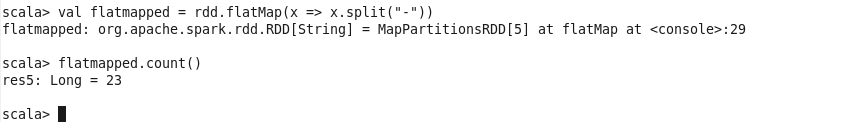 scala> val flatmapped = rdd.flatMap(x => x.split("-"))
flatmapped: org.apache.spark.rdd.RDD[String] = MapPartitionsRDD[5] at flatMap at <console>:29
scala> flatmapped.count()
res5: Long = 23
scala>